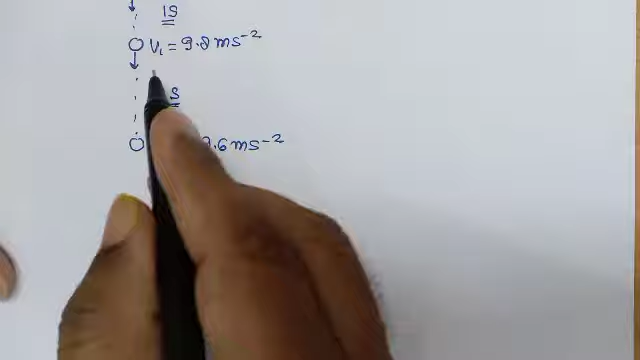 1S
V₁ = 9.8 ms⁻²
S
.6 ms⁻²